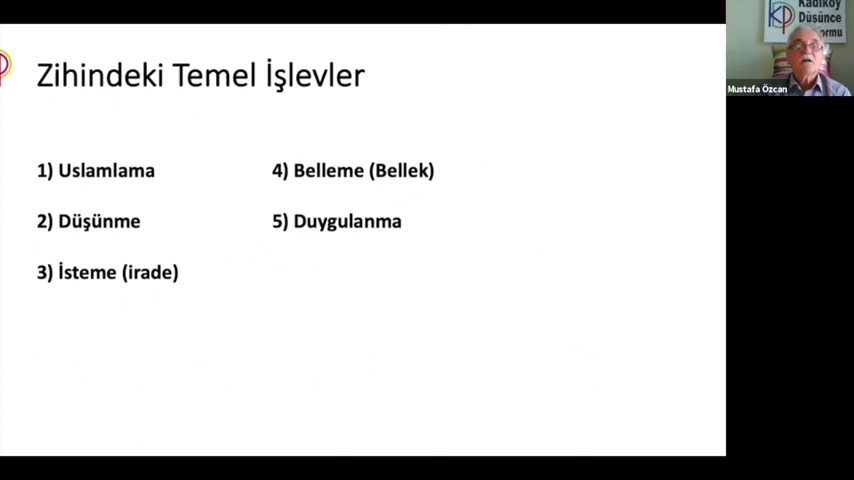 Zihindeki Temel İşlevler
1) Uslamlama
2) Düşünme
3) İsteme (irade)
4) Belleme (Bellek)
5) Duygulanma
Kadıköy
Düşünce
Mustafa Özcan